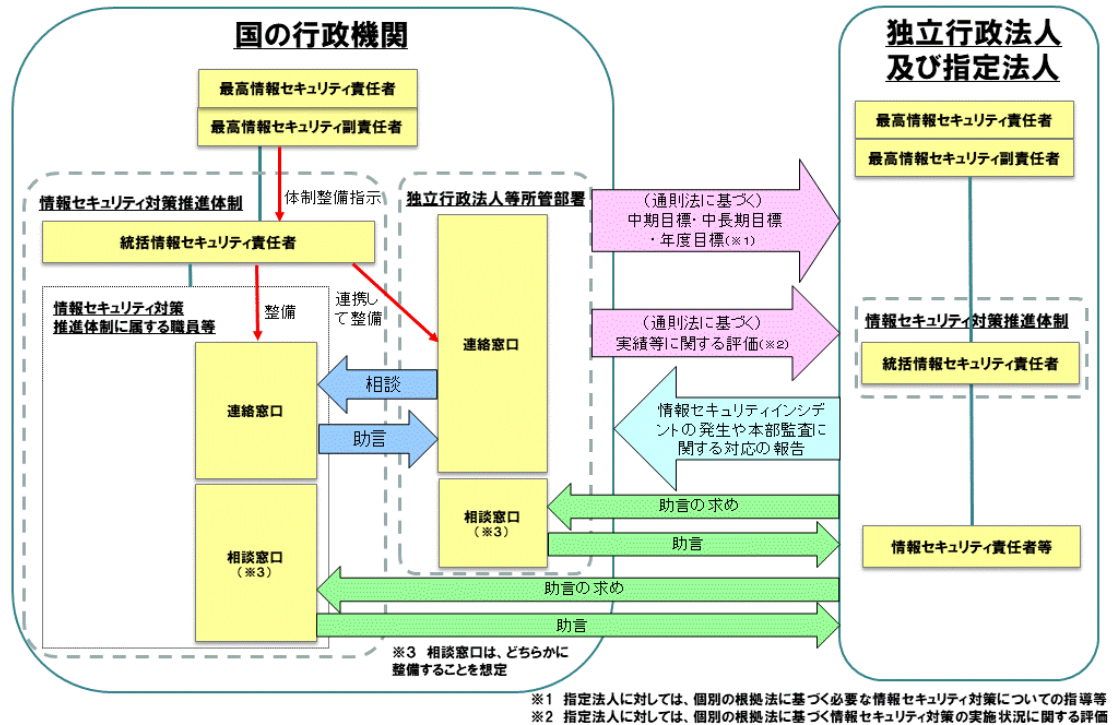 国の行政機関
最高情報セキュリティ責任者
最高情報セキュリティ副責任者
体制整備指示
情報セキュリティ対策推進体制
統括情報セキュリティ責任者
情報セキュリティ対策
推進体制に属する職員等
整備
連携し
て整備
連絡窓口
相談窓口
(※3)
独立行政法人等所管部署
連絡窓口
相談窓口
(※3)
相談
助言
※3 相談窓口は、どちらかに
整備することを想定
(通則法に基づく)
中期目標・中長期目標
・年度目標(※1)
(通則法に基づく)
実績等に関する評価(※2)
情報セキュリティインシデ
ントの発生や本部監査に
関する対応の報告
助言の求め
助言
助言の求め
助言
独立行政法人
及び指定法人
最高情報セキュリティ責任者
最高情報セキュリティ副責任者
情報セキュリティ対策推進体制
統括情報セキュリティ責任者
情報セキュリティ責任者等
※1 指定法人に対しては、個別の根拠法に基づく必要な情報セキュリティ対策についての指導等
※2 指定法人に対しては、個別の根拠法に基づく情報セキュリティ対策の実施状況に関する評価